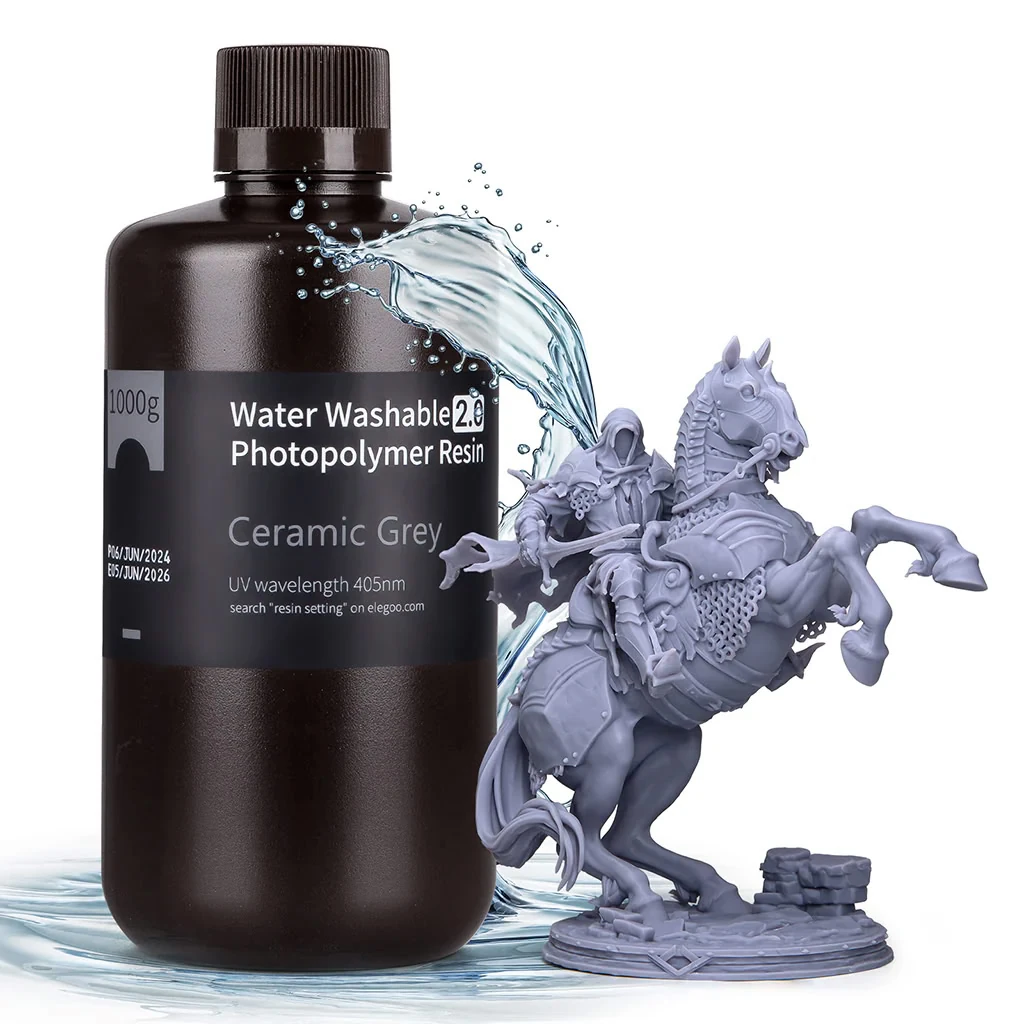 1000g
Water Washable 2.0
Photopolymer Resin
Ceramic Grey
P06/JUN/2024
E05/JUN/2026
UV wavelength 405nm
search "resin setting" on elegoo.com